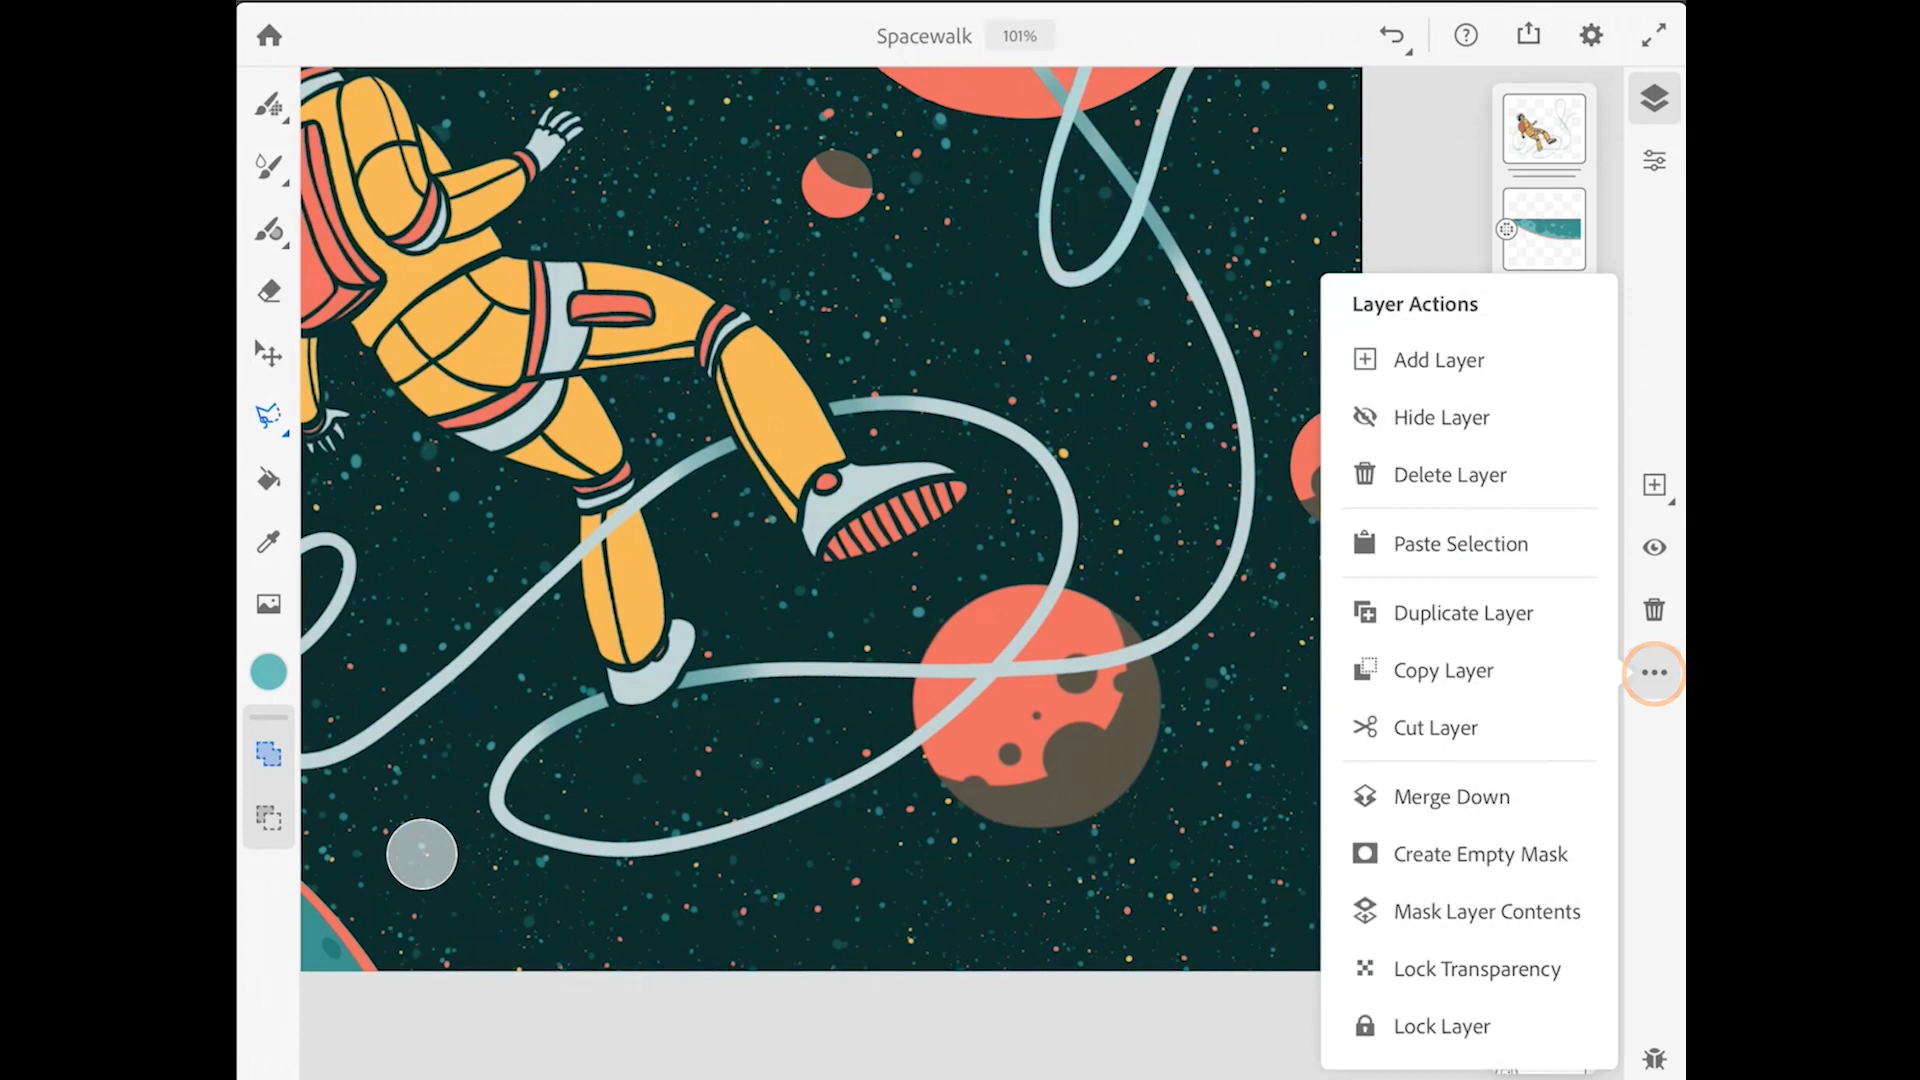 Spacewalk 101%
Layer Actions
Add Layer
Hide Layer
Delete Layer
Paste Selection
Duplicate Layer
Copy Layer
Cut Layer
Merge Down
Create Empty Mask
Mask Layer Contents
Lock Transparency
Lock Layer